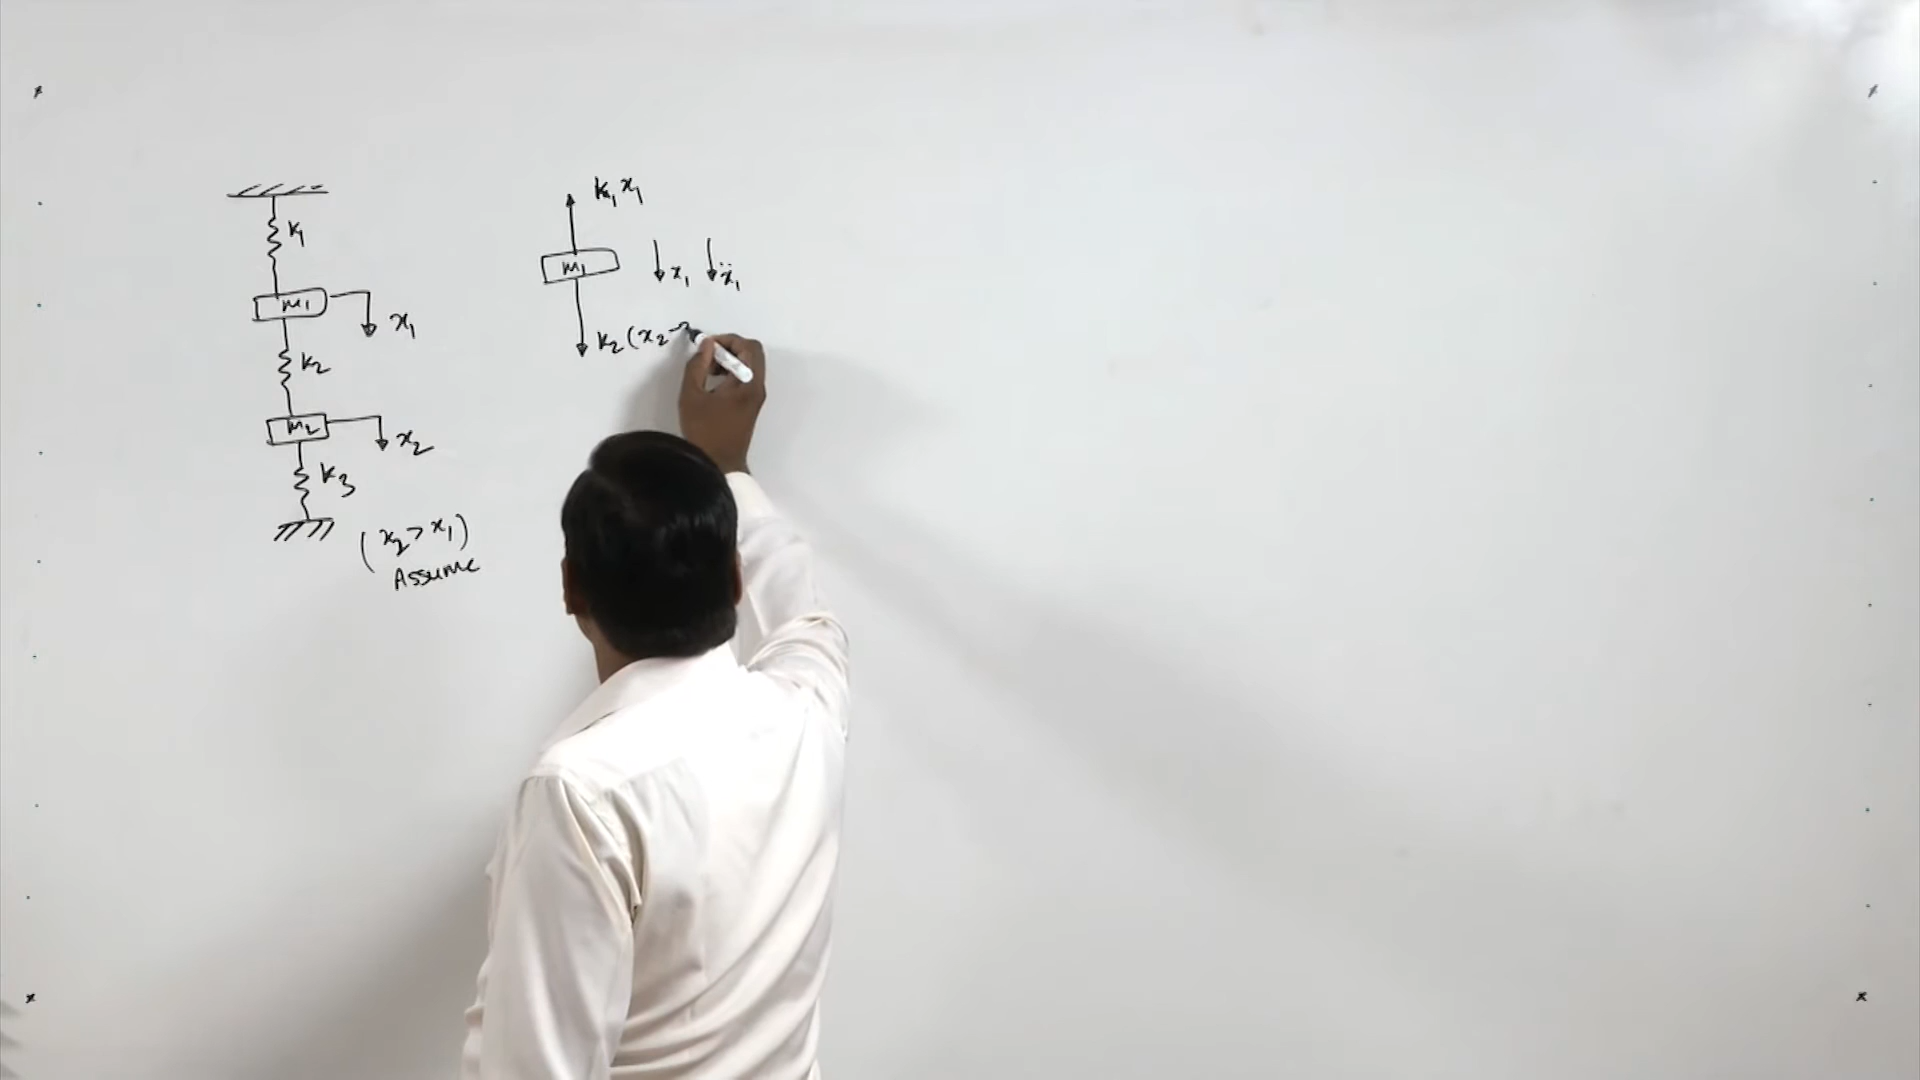 k₁
m₁
x₁
k₂
m₂
x₂
k₃
(x₂ > x₁)
Assume
k₁x₁
m₁
x₁ ẍ₁
k₂(x₂-